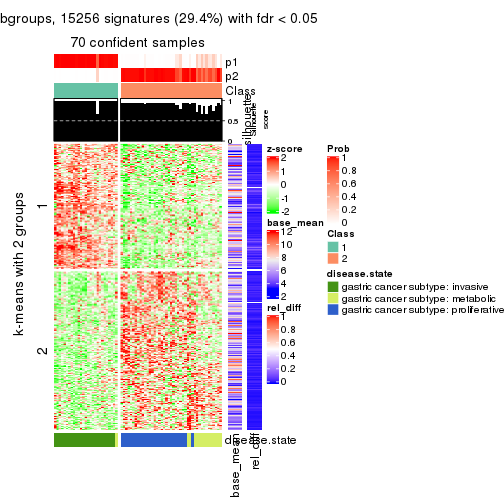 bgroups, 15256 signatures (29.4%) with fdr < 0.05
70 confident samples
p1
p2
Class
1
0.5
0
silhouette
Silhouette
score
k-means with 2 groups
1
2
z-score
2
1
0
-1
-2
base_mean
12
10
8
6
4
2
rel_diff
1
0.8
0.6
0.4
0.2
0
Prob
1
0.8
0.6
0.4
0.2
0
Class
1
2
disease.state
gastric cancer subtype: invasive
gastric cancer subtype: metabolic
gastric cancer subtype: proliferative
disease.state
base_mean
rel_diff